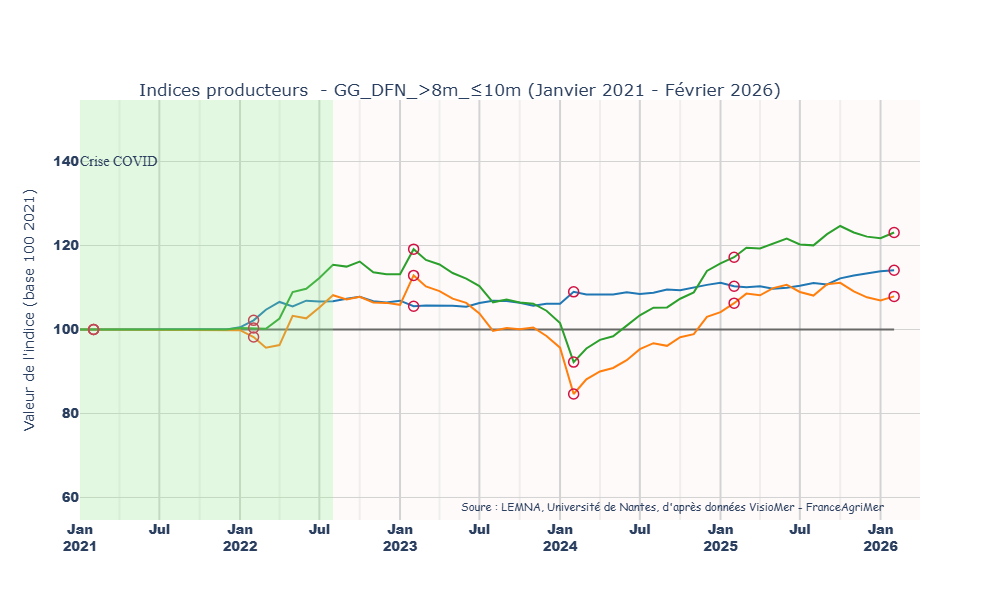 Indices producteurs - GG_DFN_>8m_≤10m (Janvier 2021 - Février 2026)
Valeur de l'indice (base 100 2021)
140
Crise COVID
120
100
80
60
Soure : LEMNA, Université de Nantes, d'après données VisioMer - FranceAgriMer
Jan Jul Jan Jul Jan Jul Jan Jul Jan Jul Jan
2021 2022 2023 2024 2025 2026